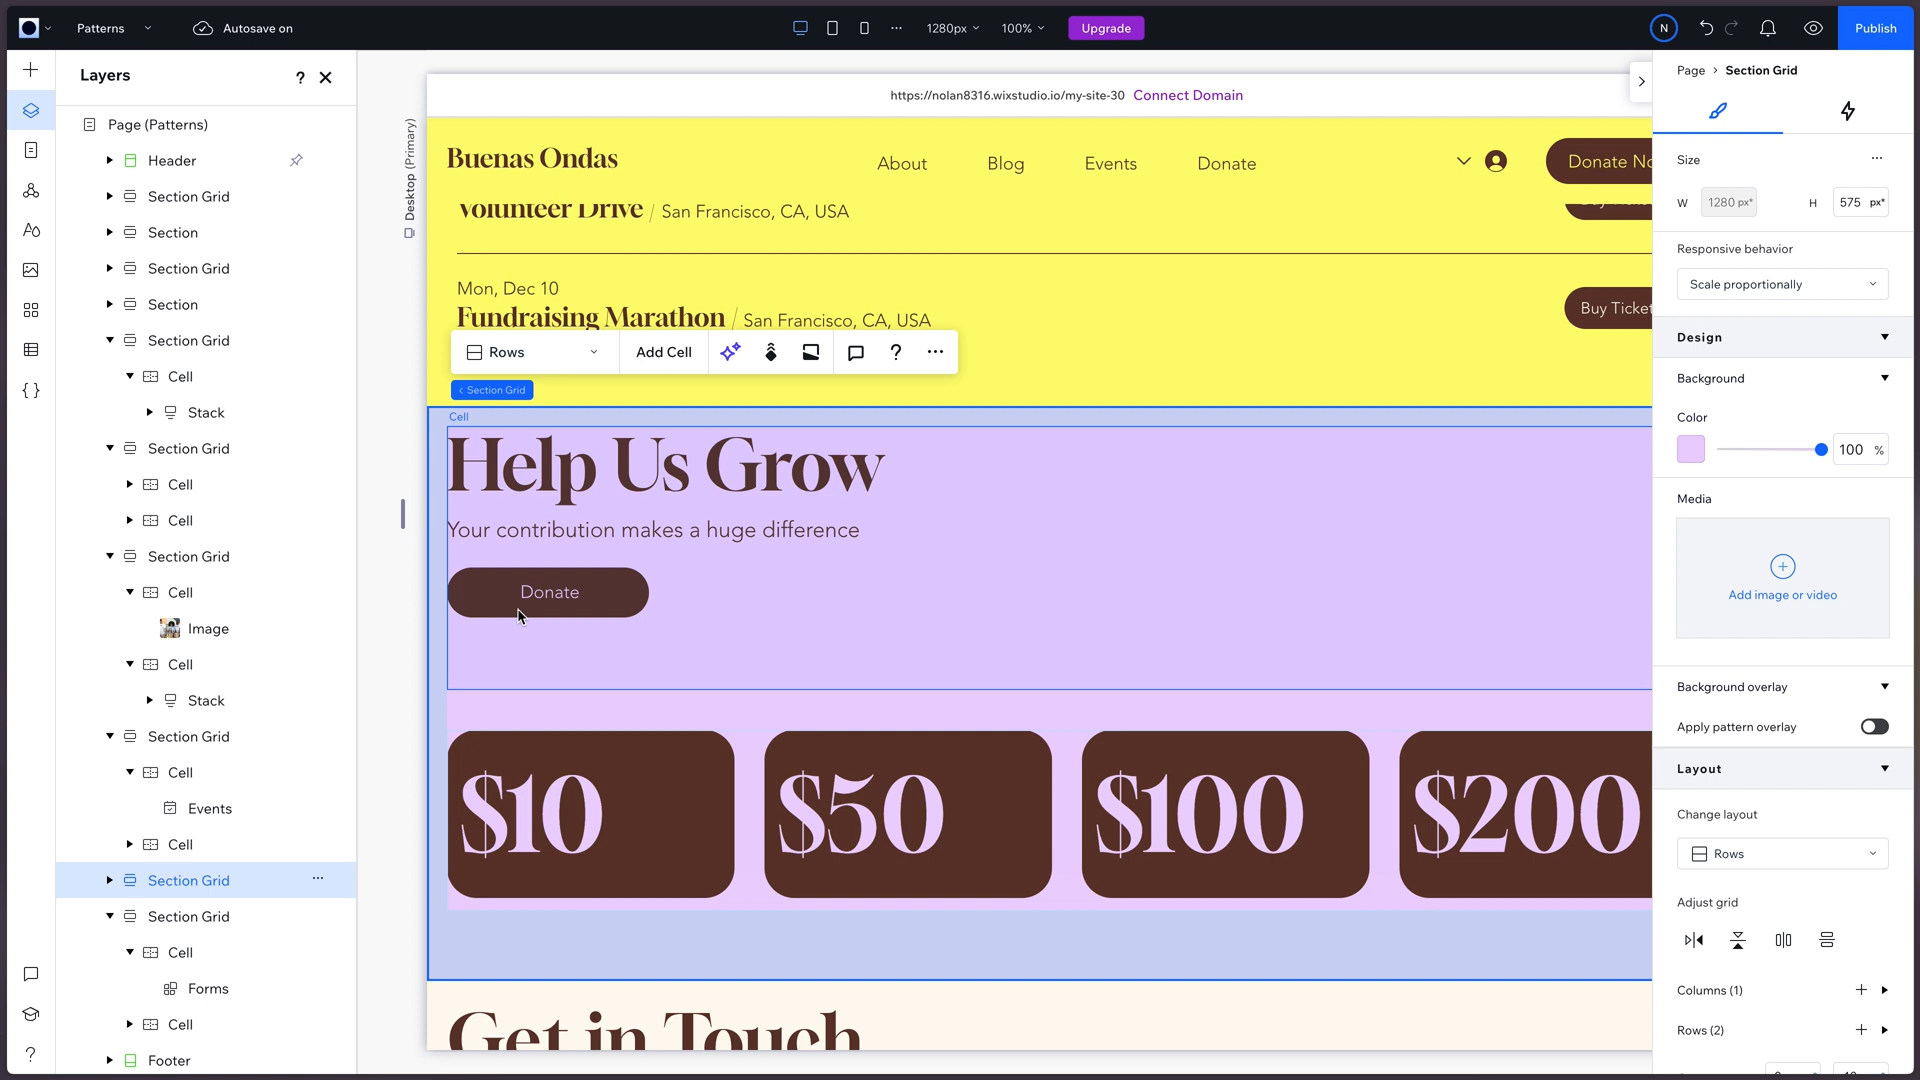 Patterns
Autosave on
1280px
100%
Upgrade
N
Publish
Layers
?
Page (Patterns)
Header
Section Grid
Section
Section Grid
Section
Section Grid
Cell
Stack
Section Grid
Cell
Cell
Section Grid
Cell
Image
Cell
Stack
Section Grid
Cell
Events
Cell
Section Grid
Section Grid
Cell
Forms
Cell
Footer
Desktop (Primary)
https://nolan8316.wixstudio.io/my-site-30 Connect Domain
Buenas Ondas
About
Blog
Events
Donate
Donate No
Volunteer Drive / San Francisco, CA, USA
Mon, Dec 10
Fundraising Marathon / San Francisco, CA, USA
Buy Ticket
Rows
Add Cell
?
< Section Grid
Cell
Help Us Grow
Your contribution makes a huge difference
Donate
$10
$50
$100
$200
Get in Touch
Page > Section Grid
Size
W 1280 px*
H 575 px*
Responsive behavior
Scale proportionally
Design
Background
Color
100 %
Media
Add image or video
Background overlay
Apply pattern overlay
Layout
Change layout
Rows
Adjust grid
Columns (1)
Rows (2)